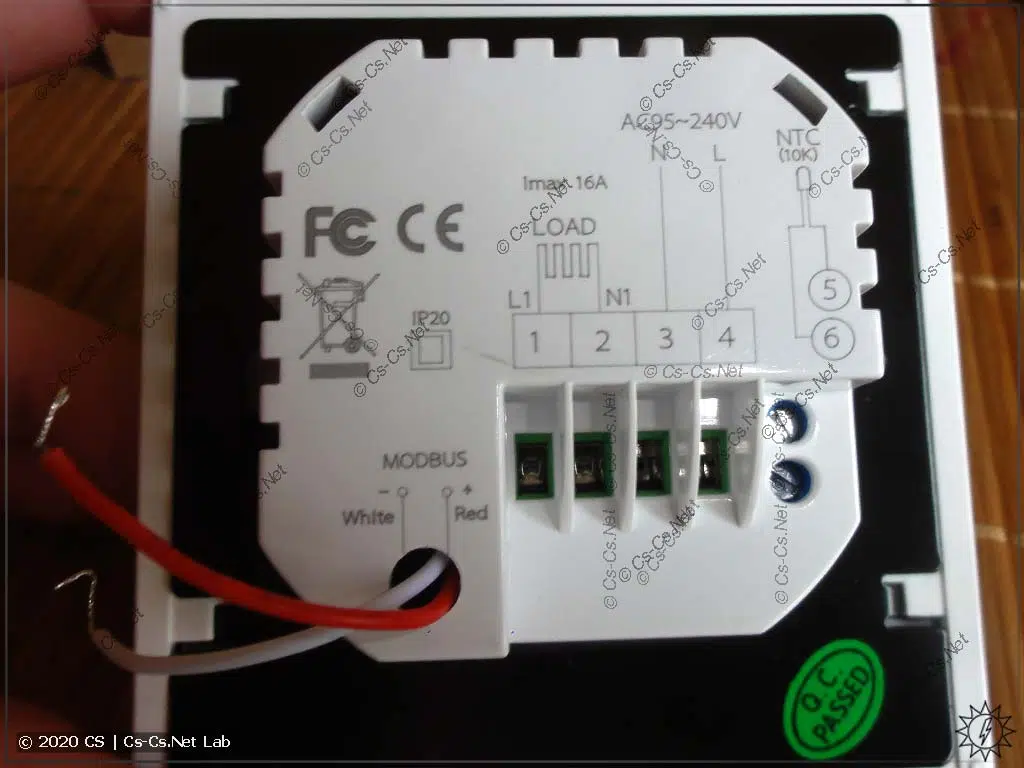 AC95~240V
N L
NTC
(10K)
Imax.16A
LOAD
FC CE
L1 N1
5
IP20
1 2 3 4 6
MODBUS
- +
White Red
Q.C.
PASSED
© Cs-Cs.Net
© 2020 CS | Cs-Cs.Net Lab